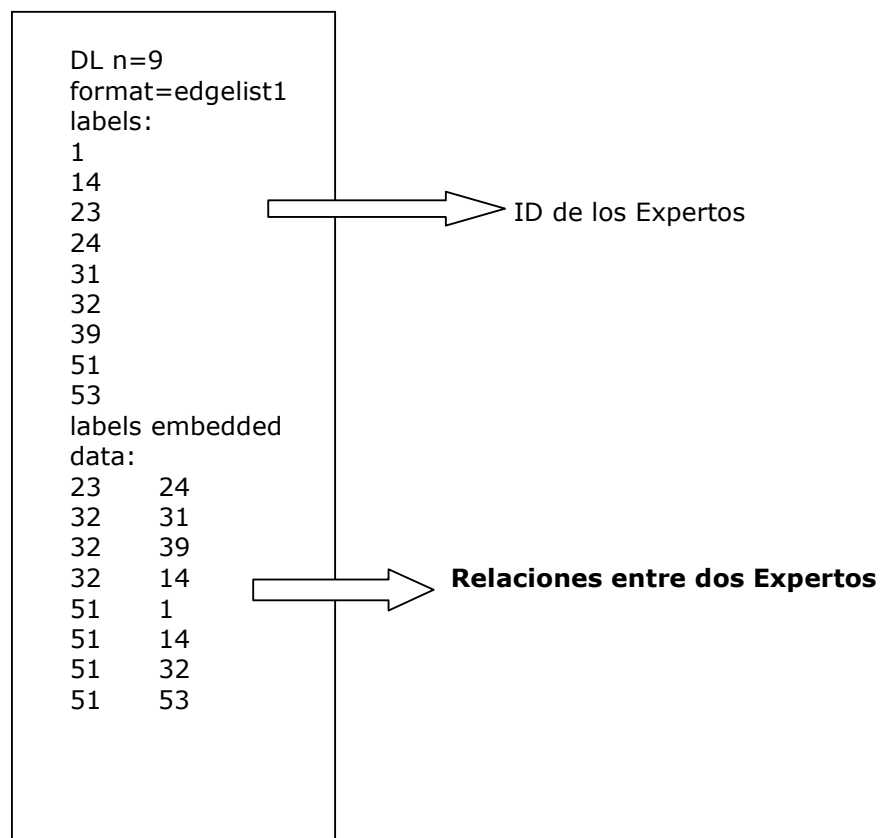 DL n=9
format=edgelist1
labels:
1
14
23
24
31
32
39
51
53
labels embedded
data:
23 24
32 31
32 39
32 14
51 1
51 14
51 32
51 53
ID de los Expertos
Relaciones entre dos Expertos